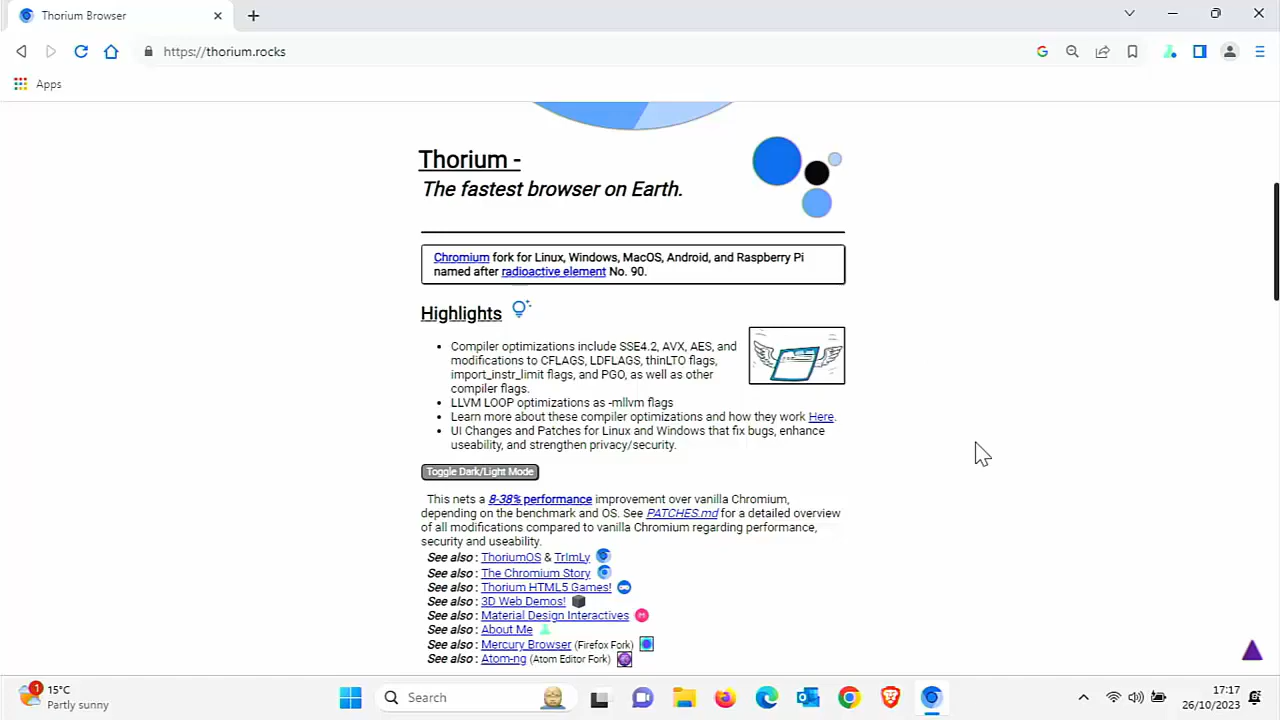 Thorium Browser
https://thorium.rocks
Apps
Thorium -
The fastest browser on Earth.
Chromium fork for Linux, Windows, MacOS, Android, and Raspberry Pi
named after radioactive element No. 90.
Highlights
Compiler optimizations include SSE4.2, AVX, AES, and
modifications to CFLAGS, LDFLAGS, thinLTO flags,
import_instr_limit flags, and PGO, as well as other
compiler flags.
LLVM LOOP optimizations as -mllvm flags
Learn more about these compiler optimizations and how they work Here.
UI Changes and Patches for Linux and Windows that fix bugs, enhance
useability, and strengthen privacy/security.
Toggle Dark/Light Mode
This nets a 8-38% performance improvement over vanilla Chromium,
depending on the benchmark and OS. See PATCHES.md for a detailed overview
of all modifications compared to vanilla Chromium regarding performance,
security and useability.
See also : ThoriumOS & TrImLy
See also : The Chromium Story
See also : Thorium HTML5 Games!
See also : 3D Web Demos!
See also : Material Design Interactives
See also : About Me
See also : Mercury Browser (Firefox Fork)
See also : Atom-ng (Atom Editor Fork)
1
15°C
Partly sunny
Search
17:17
26/10/2023